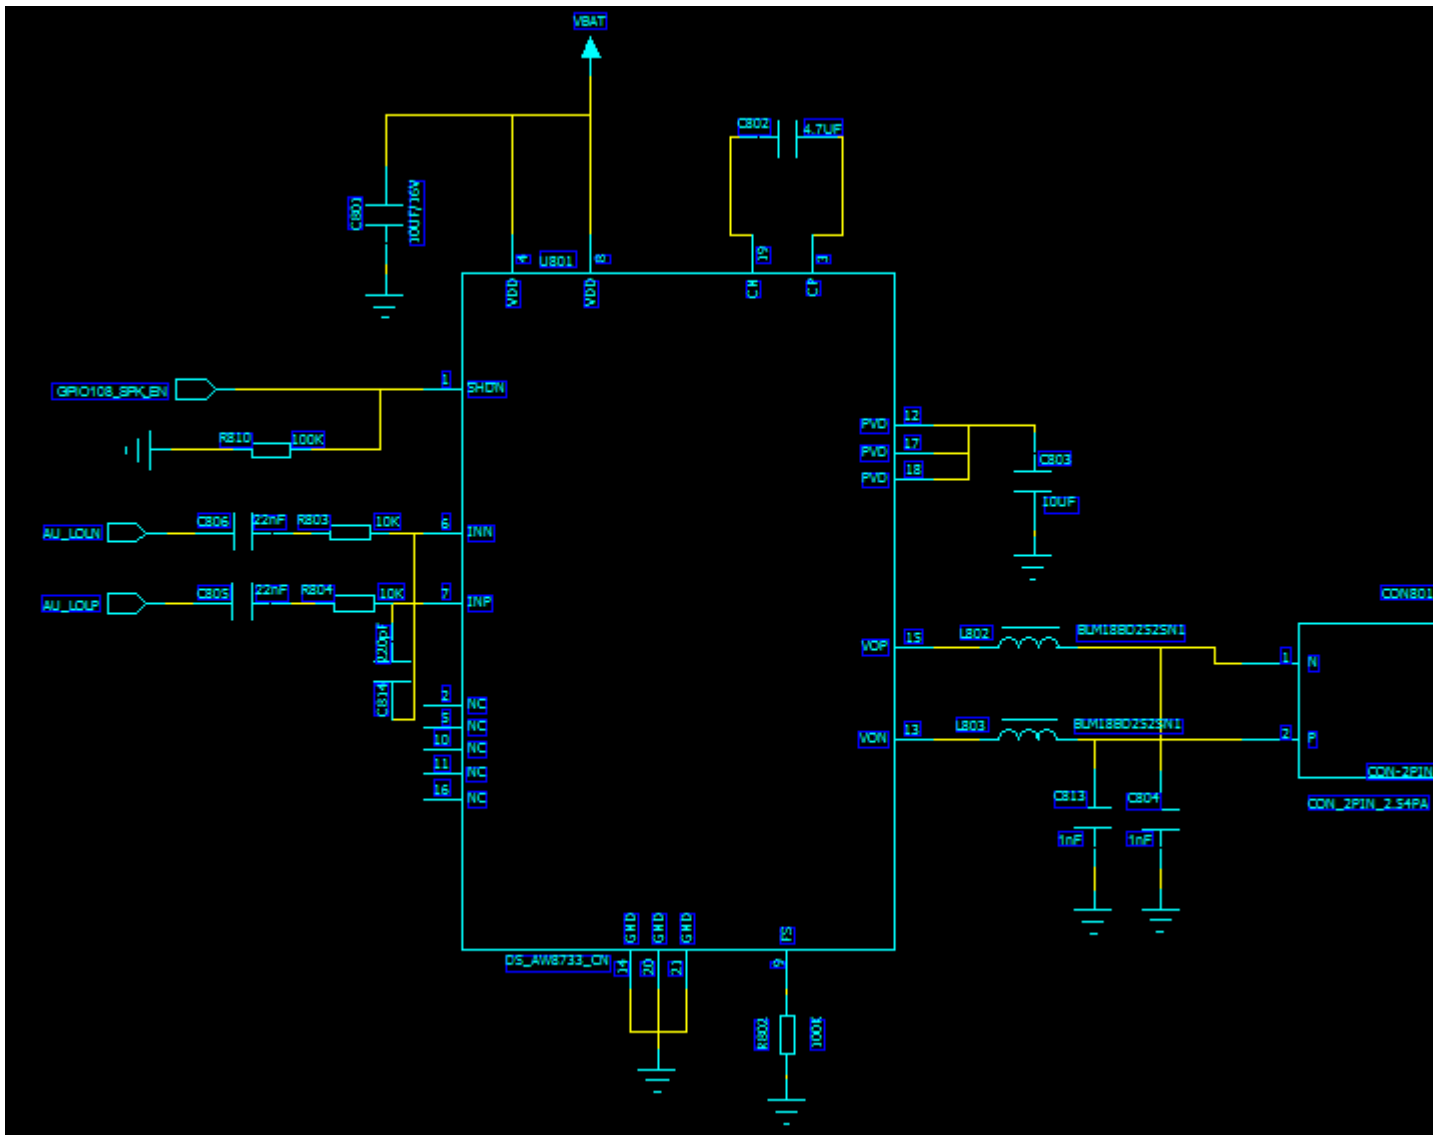 VBAT
C802 4.7UF
C801 10UF/16V
4 U801 8 19 3
VDD VDD CN CP
GPIO108_SPK_EN 1 SHDN
R810 100K
12 PVD
17 PVD
18 PVD
C803
10UF
AU_LOLN C806 22nF R803 10K 6 INN
AU_LOLP C805 22nF R804 10K 7 INP
220pF
C814
2 NC
5 NC
10 NC
11 NC
16 NC
CON801
VOP 15 L802 BLM18BD252SN1 1 N
VON 13 L803 BLM18BD252SN1 2 P
CON-2PIN
CON_2PIN_2.54PA
C813 C804
1nF 1nF
GND GND GND FS
DS_AW8733_CN 14 20 21 9
R802 100K